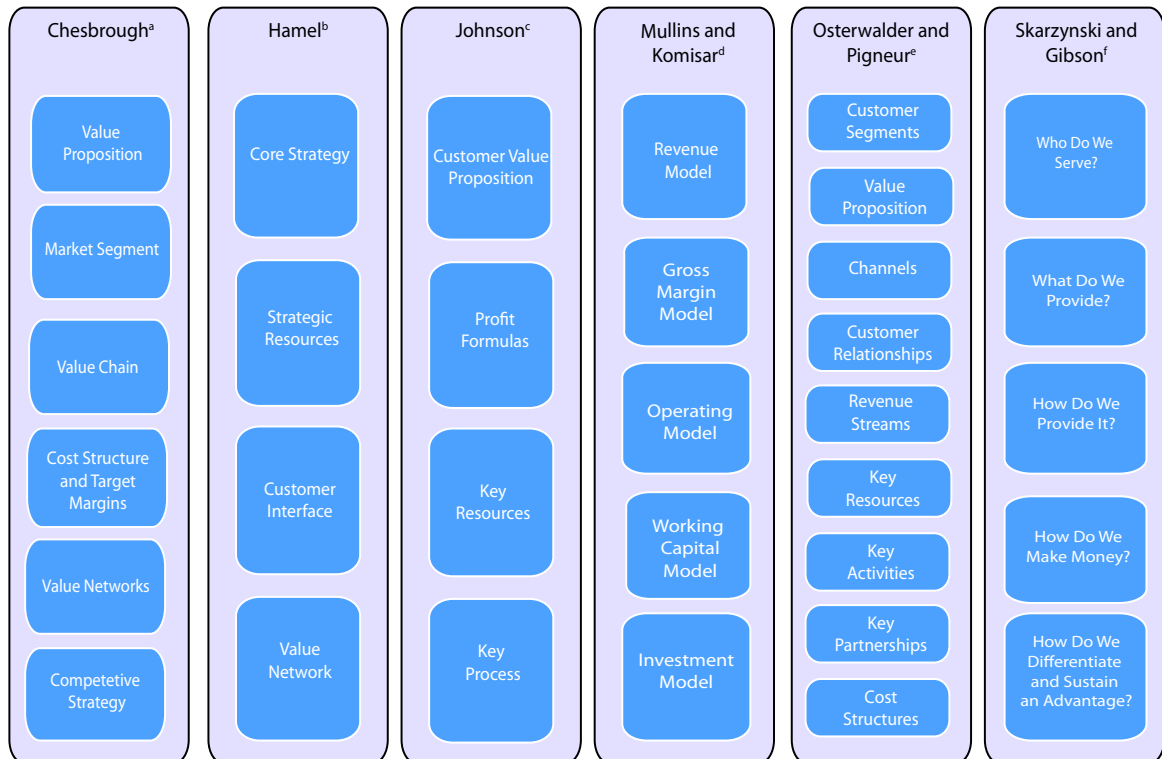 Chesbroughᵃ
Value
Proposition
Market Segment
Value Chain
Cost Structure
and Target
Margins
Value Networks
Competetive
Strategy
Hamelᵇ
Core Strategy
Strategic
Resources
Customer
Interface
Value
Network
Johnsonᶜ
Customer Value
Proposition
Profit
Formulas
Key
Resources
Key
Process
Mullins and
Komisarᵈ
Revenue
Model
Gross
Margin
Model
Operating
Model
Working
Capital
Model
Investment
Model
Osterwalder and
Pigneurᵉ
Customer
Segments
Value
Proposition
Channels
Customer
Relationships
Revenue
Streams
Key
Resources
Key
Activities
Key
Partnerships
Cost
Structures
Skarzynski and
Gibsonᶠ
Who Do We
Serve?
What Do We
Provide?
How Do We
Provide It?
How Do We
Make Money?
How Do We
Differentiate
and Sustain
an Advantage?